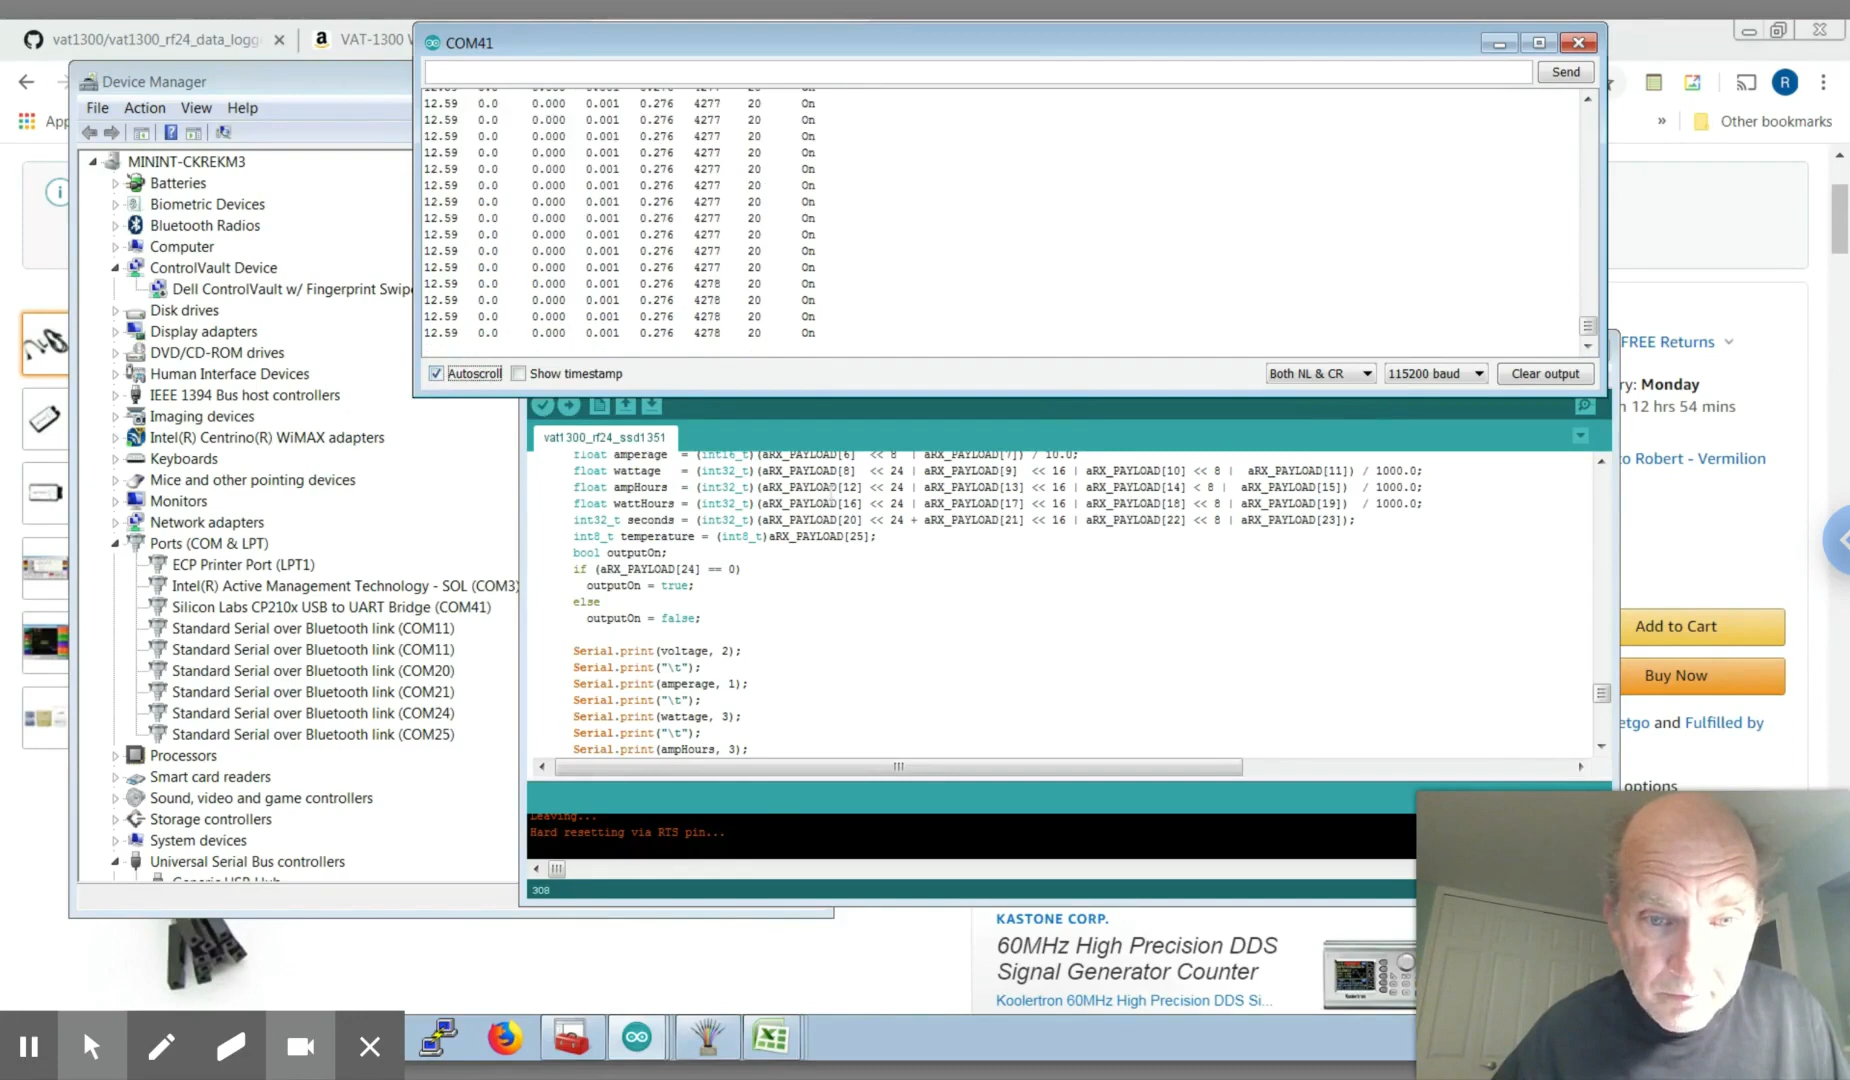 vat1300/vat1300_rf24_data_logg
VAT-1300 W
COM41
Send
12.59 0.0 0.000 0.001 0.276 4277 20 On
12.59 0.0 0.000 0.001 0.276 4277 20 On
12.59 0.0 0.000 0.001 0.276 4277 20 On
12.59 0.0 0.000 0.001 0.276 4277 20 On
12.59 0.0 0.000 0.001 0.276 4277 20 On
12.59 0.0 0.000 0.001 0.276 4277 20 On
12.59 0.0 0.000 0.001 0.276 4277 20 On
12.59 0.0 0.000 0.001 0.276 4277 20 On
12.59 0.0 0.000 0.001 0.276 4277 20 On
12.59 0.0 0.000 0.001 0.276 4277 20 On
12.59 0.0 0.000 0.001 0.276 4277 20 On
12.59 0.0 0.000 0.001 0.276 4278 20 On
12.59 0.0 0.000 0.001 0.276 4278 20 On
12.59 0.0 0.000 0.001 0.276 4278 20 On
12.59 0.0 0.000 0.001 0.276 4278 20 On
Autoscroll
Show timestamp
Both NL & CR
115200 baud
Clear output
App
R
»
Other bookmarks
Device Manager
File Action View Help
MININT-CKREKM3
Batteries
Biometric Devices
Bluetooth Radios
Computer
ControlVault Device
Dell ControlVault w/ Fingerprint Swipe
Disk drives
Display adapters
DVD/CD-ROM drives
Human Interface Devices
IEEE 1394 Bus host controllers
Imaging devices
Intel(R) Centrino(R) WiMAX adapters
Keyboards
Mice and other pointing devices
Monitors
Network adapters
Ports (COM & LPT)
ECP Printer Port (LPT1)
Intel(R) Active Management Technology - SOL (COM3)
Silicon Labs CP210x USB to UART Bridge (COM41)
Standard Serial over Bluetooth link (COM11)
Standard Serial over Bluetooth link (COM11)
Standard Serial over Bluetooth link (COM20)
Standard Serial over Bluetooth link (COM21)
Standard Serial over Bluetooth link (COM24)
Standard Serial over Bluetooth link (COM25)
Processors
Smart card readers
Sound, video and game controllers
Storage controllers
System devices
Universal Serial Bus controllers
Generic USB Hub
vat1300_rf24_ssd1351
float amperage = (int16_t)(aRX_PAYLOAD[6] << 8 | aRX_PAYLOAD[7]) / 10.0;
float wattage = (int32_t)(aRX_PAYLOAD[8] << 24 | aRX_PAYLOAD[9] << 16 | aRX_PAYLOAD[10] << 8 | aRX_PAYLOAD[11]) / 1000.0;
float ampHours = (int32_t)(aRX_PAYLOAD[12] << 24 | aRX_PAYLOAD[13] << 16 | aRX_PAYLOAD[14] < 8 | aRX_PAYLOAD[15]) / 1000.0;
float wattHours = (int32_t)(aRX_PAYLOAD[16] << 24 | aRX_PAYLOAD[17] << 16 | aRX_PAYLOAD[18] << 8 | aRX_PAYLOAD[19]) / 1000.0;
int32_t seconds = (int32_t)(aRX_PAYLOAD[20] << 24 + aRX_PAYLOAD[21] << 16 | aRX_PAYLOAD[22] << 8 | aRX_PAYLOAD[23]);
int8_t temperature = (int8_t)aRX_PAYLOAD[25];
bool outputOn;
if (aRX_PAYLOAD[24] == 0)
outputOn = true;
else
outputOn = false;
Serial.print(voltage, 2);
Serial.print("\t");
Serial.print(amperage, 1);
Serial.print("\t");
Serial.print(wattage, 3);
Serial.print("\t");
Serial.print(ampHours, 3);
Leaving...
Hard resetting via RTS pin...
308
FREE Returns
ry: Monday
n 12 hrs 54 mins
to Robert - Vermilion
Add to Cart
Buy Now
etgo and Fulfilled by
options
KASTONE CORP.
60MHz High Precision DDS
Signal Generator Counter
Koolertron 60MHz High Precision DDS Si...